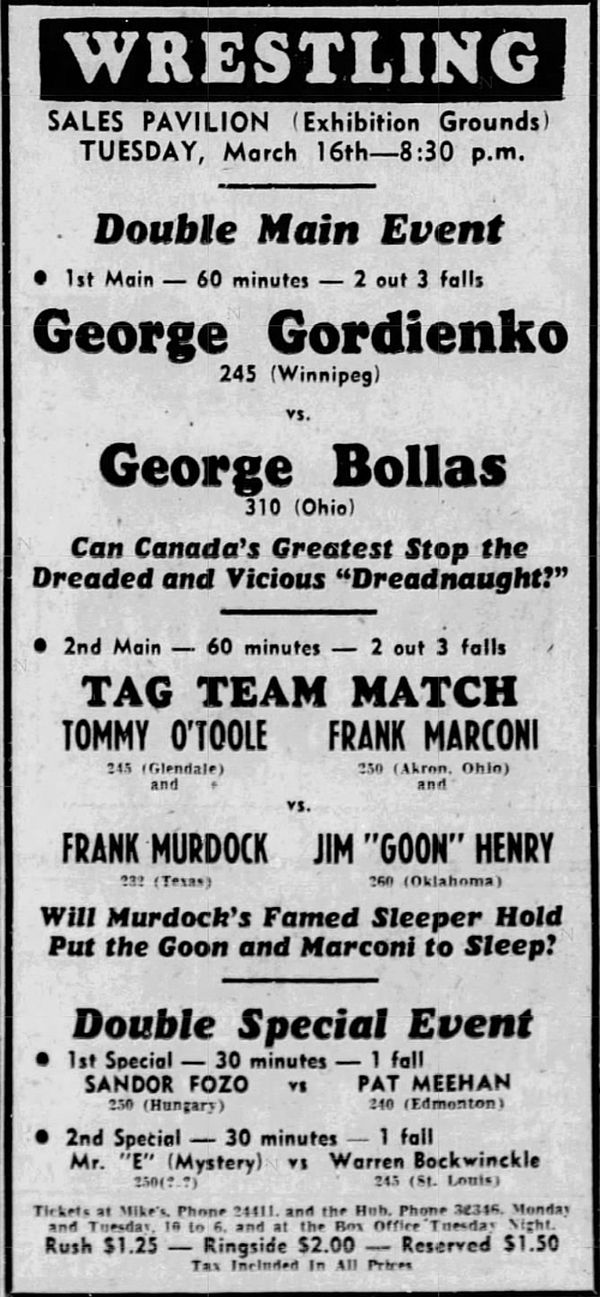 WRESTLING
SALES PAVILION (Exhibition Grounds)
TUESDAY, March 16th—8:30 p.m.
Double Main Event
● 1st Main — 60 minutes — 2 out 3 falls
George Gordienko
245 (Winnipeg)
vs.
George Bollas
310 (Ohio)
Can Canada's Greatest Stop the
Dreaded and Vicious "Dreadnaught?"
● 2nd Main — 60 minutes — 2 out 3 falls
TAG TEAM MATCH
TOMMY O'TOOLE FRANK MARCONI
245 (Glendale) 250 (Akron, Ohio)
and and
vs.
FRANK MURDOCK JIM "GOON" HENRY
232 (Texas) 260 (Oklahoma)
Will Murdock's Famed Sleeper Hold
Put the Goon and Marconi to Sleep?
Double Special Event
● 1st Special — 30 minutes — 1 fall
SANDOR FOZO vs PAT MEEHAN
250 (Hungary) 240 (Edmonton)
● 2nd Special — 30 minutes — 1 fall
Mr. "E" (Mystery) vs Warren Bockwinckle
250(?.?) 245 (St. Louis)
Tickets at Mike's, Phone 24411, and the Hub, Phone 32346, Monday
and Tuesday, 10 to 6, and at the Box Office Tuesday Night.
Rush $1.25 — Ringside $2.00 — Reserved $1.50
Tax Included In All Prices